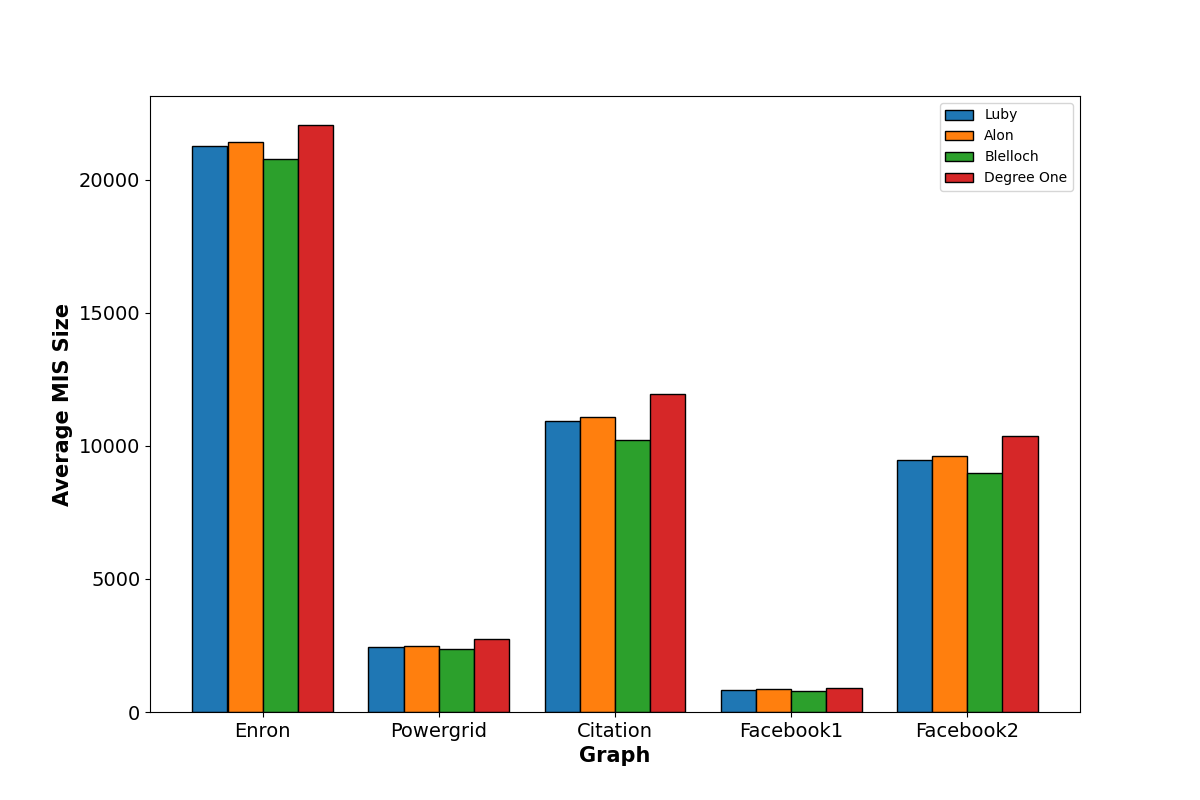 Luby
Alon
Blelloch
Degree One
20000
15000
10000
5000
0
Average MIS Size
Enron
Powergrid
Citation
Facebook1
Facebook2
Graph